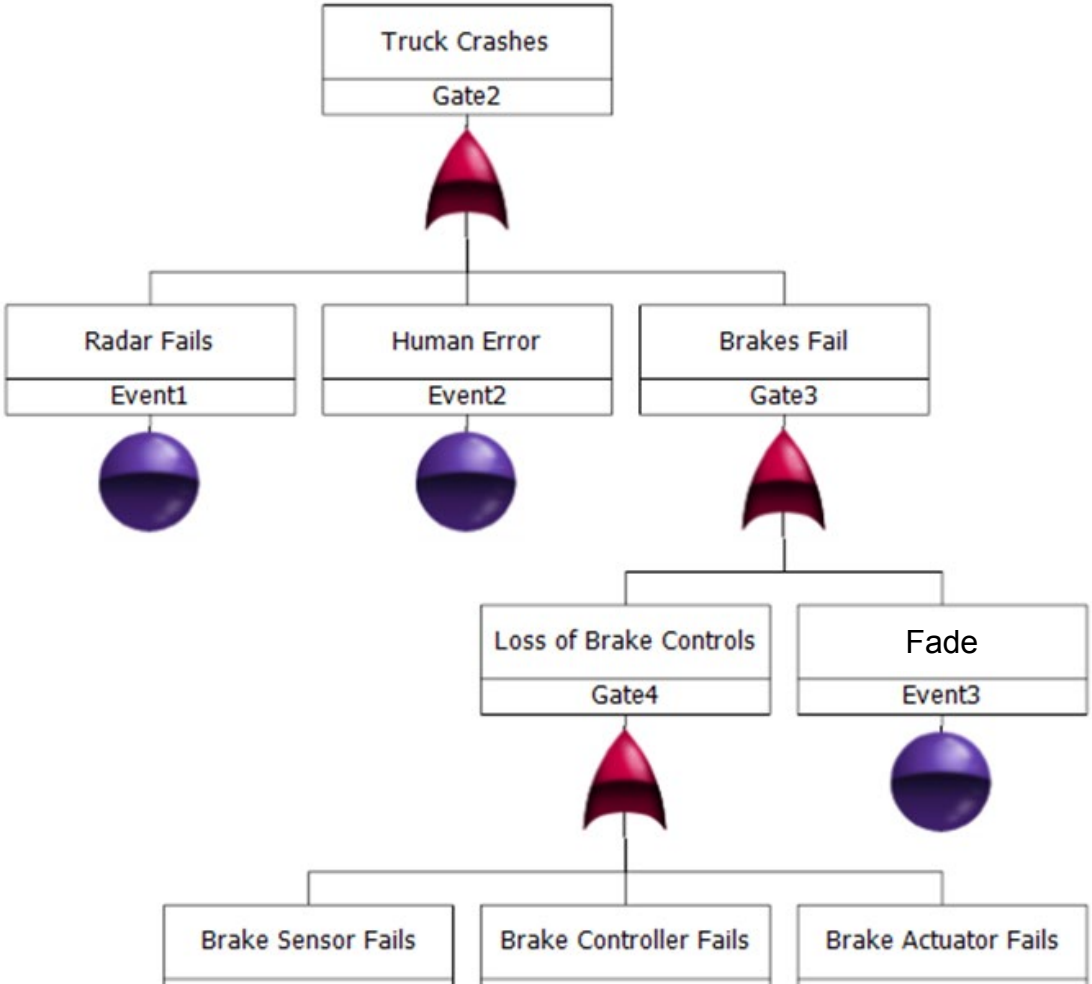 Truck Crashes
Gate2
Radar Fails
Human Error
Brakes Fail
Event1
Event2
Gate3
Loss of Brake Controls
Fade
Gate4
Event3
Brake Sensor Fails
Brake Controller Fails
Brake Actuator Fails